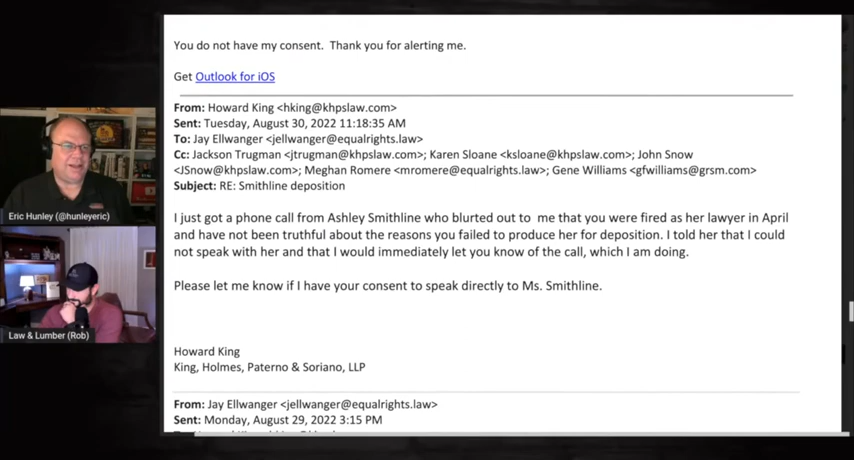 You do not have my consent.  Thank you for alerting me.
Get Outlook for iOS
From: Howard King <hking@khpslaw.com>
Sent: Tuesday, August 30, 2022 11:18:35 AM
To: Jay Ellwanger <jellwanger@equalrights.law>
Cc: Jackson Trugman <jtrugman@khpslaw.com>; Karen Sloane <ksloane@khpslaw.com>; John Snow
<JSnow@khpslaw.com>; Meghan Romere <mromere@equalrights.law>; Gene Williams <gfwilliams@grsm.com>
Subject: RE: Smithline deposition
I just got a phone call from Ashley Smithline who blurted out to  me that you were fired as her lawyer in April
and have not been truthful about the reasons you failed to produce her for deposition. I told her that I could
not speak with her and that I would immediately let you know of the call, which I am doing.
Please let me know if I have your consent to speak directly to Ms. Smithline.
Howard King
King, Holmes, Paterno & Soriano, LLP
From: Jay Ellwanger <jellwanger@equalrights.law>
Sent: Monday, August 29, 2022 3:15 PM
Eric Hunley (@hunleyeric)
Law & Lumber (Rob)